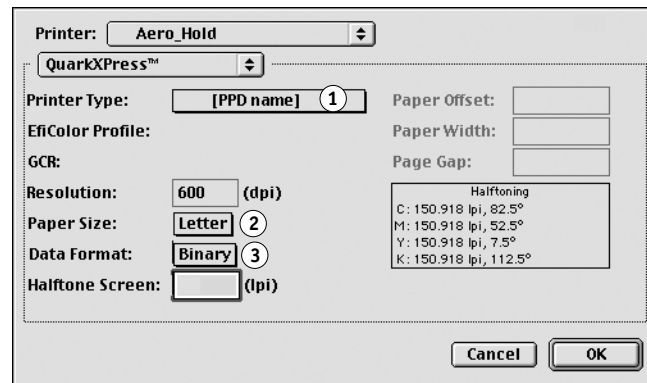 Printer: Aero_Hold
QuarkXPress™
Printer Type: [PPD name] 1
EfiColor Profile:
GCR:
Resolution: 600 (dpi)
Paper Size: Letter 2
Data Format: Binary 3
Halftone Screen: (lpi)
Paper Offset:
Paper Width:
Page Gap:
Halftoning
C: 150.918 lpi, 82.5°
M: 150.918 lpi, 52.5°
Y: 150.918 lpi, 7.5°
K: 150.918 lpi, 112.5°
Cancel OK